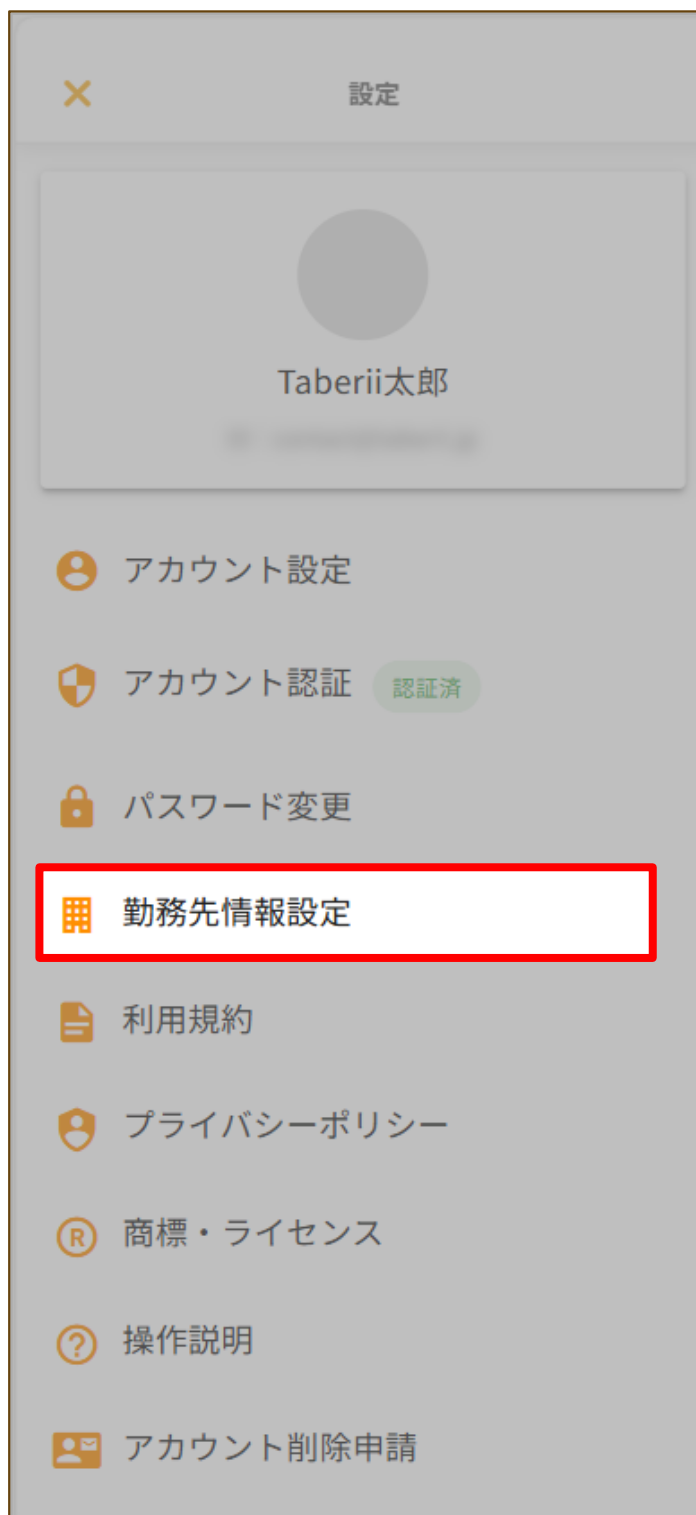 設定
Taberii太郎
アカウント設定
アカウント認証 認証済
パスワード変更
勤務先情報設定
利用規約
プライバシーポリシー
商標・ライセンス
操作説明
アカウント削除申請